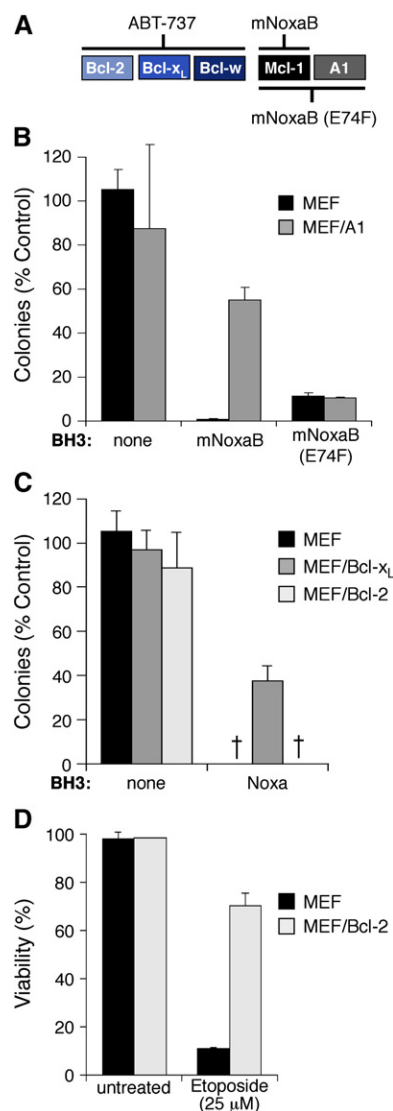 A
ABT-737
mNoxaB
Bcl-2
Bcl-xL
Bcl-w
Mcl-1
A1
mNoxaB (E74F)
B
Colonies (% Control)
120
100
80
60
40
20
0
MEF
MEF/A1
BH3: none mNoxaB mNoxaB
(E74F)
C
Colonies (% Control)
120
100
80
60
40
20
0
MEF
MEF/Bcl-xL
MEF/Bcl-2
† †
BH3: none Noxa
D
Viability (%)
100
80
60
40
20
0
MEF
MEF/Bcl-2
untreated Etoposide
(25 µM)